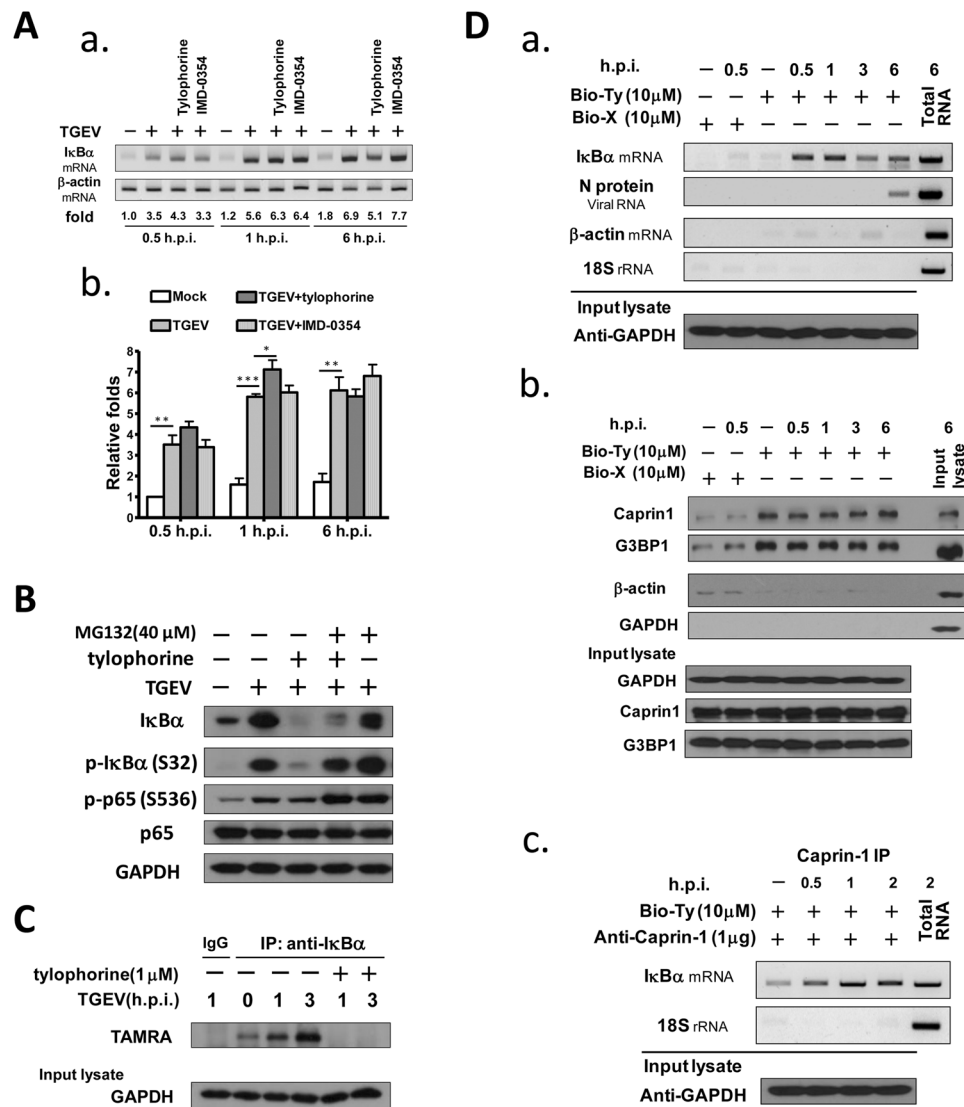 A
a.
Tylophorine
IMD-0354
Tylophorine
IMD-0354
Tylophorine
IMD-0354
TGEV − + + + − + + + − + + +
IκBα
mRNA
β-actin
mRNA
fold 1.0 3.5 4.3 3.3 1.2 5.6 6.3 6.4 1.8 6.9 5.1 7.7
0.5 h.p.i. 1 h.p.i. 6 h.p.i.
b.
Mock TGEV+tylophorine
TGEV TGEV+IMD-0354
Relative folds
8
7
6
5
4
3
2
1
0
** *** * **
0.5 h.p.i. 1 h.p.i. 6 h.p.i.
B
MG132(40 μM) − − − + +
tylophorine − − + + −
TGEV − + + + +
IκBα
p-IκBα (S32)
p-p65 (S536)
p65
GAPDH
C
IgG IP: anti-IκBα
tylophorine(1 μM) − − − − + +
TGEV(h.p.i.) 1 0 1 3 1 3
TAMRA
Input lysate
GAPDH
D
a.
h.p.i. − 0.5 − 0.5 1 3 6 6
Bio-Ty (10μM) − − + + + + +
Bio-X (10μM) + + − − − − −
Total
RNA
IκBα mRNA
N protein
Viral RNA
β-actin mRNA
18S rRNA
Input lysate
Anti-GAPDH
b.
h.p.i. − 0.5 − 0.5 1 3 6 6
Bio-Ty(10μM) − − + + + + +
Bio-X (10μM) + + − − − − −
Input
lysate
Caprin1
G3BP1
β-actin
GAPDH
Input lysate
GAPDH
Caprin1
G3BP1
c.
Caprin-1 IP
h.p.i. − 0.5 1 2 2
Bio-Ty (10μM) + + + +
Anti-Caprin-1 (1μg) + + + +
Total
RNA
IκBα mRNA
18S rRNA
Input lysate
Anti-GAPDH